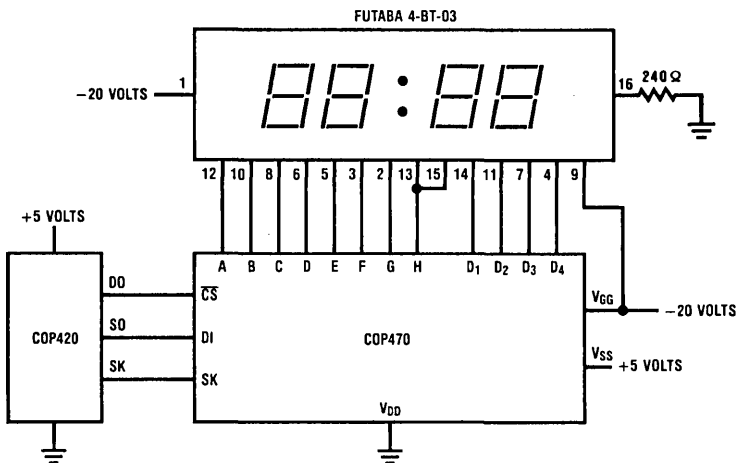 FUTABA 4-BT-03
1
−20 VOLTS
16
240 Ω
12 10 8 6 5 3 2 13 15 14 11 7 4 9
+5 VOLTS
A B C D E F G H D1 D2 D3 D4
DO
CS
VGG
−20 VOLTS
COP420
SO
DI
COP470
VSS
+5 VOLTS
SK
SK
VDD